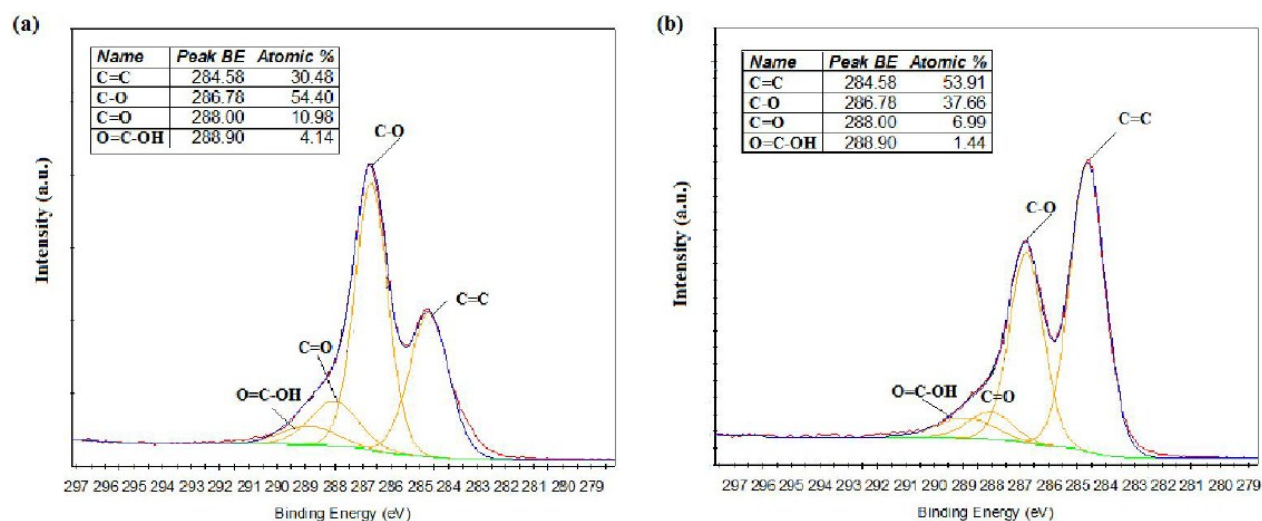 (a)
Name Peak BE Atomic %
C=C 284.58 30.48
C-O 286.78 54.40
C=O 288.00 10.98
O=C-OH 288.90 4.14
C-O
C=C
C=O
O=C-OH
Intensity (a.u.)
297 296 295 294 293 292 291 290 289 288 287 286 285 284 283 282 281 280 279
Binding Energy (eV)
(b)
Name Peak BE Atomic %
C=C 284.58 53.91
C-O 286.78 37.66
C=O 288.00 6.99
O=C-OH 288.90 1.44
C=C
C-O
O=C-OH
C=O
Intensity (a.u.)
297 296 295 294 293 292 291 290 289 288 287 286 285 284 283 282 281 280 279
Binding Energy (eV)